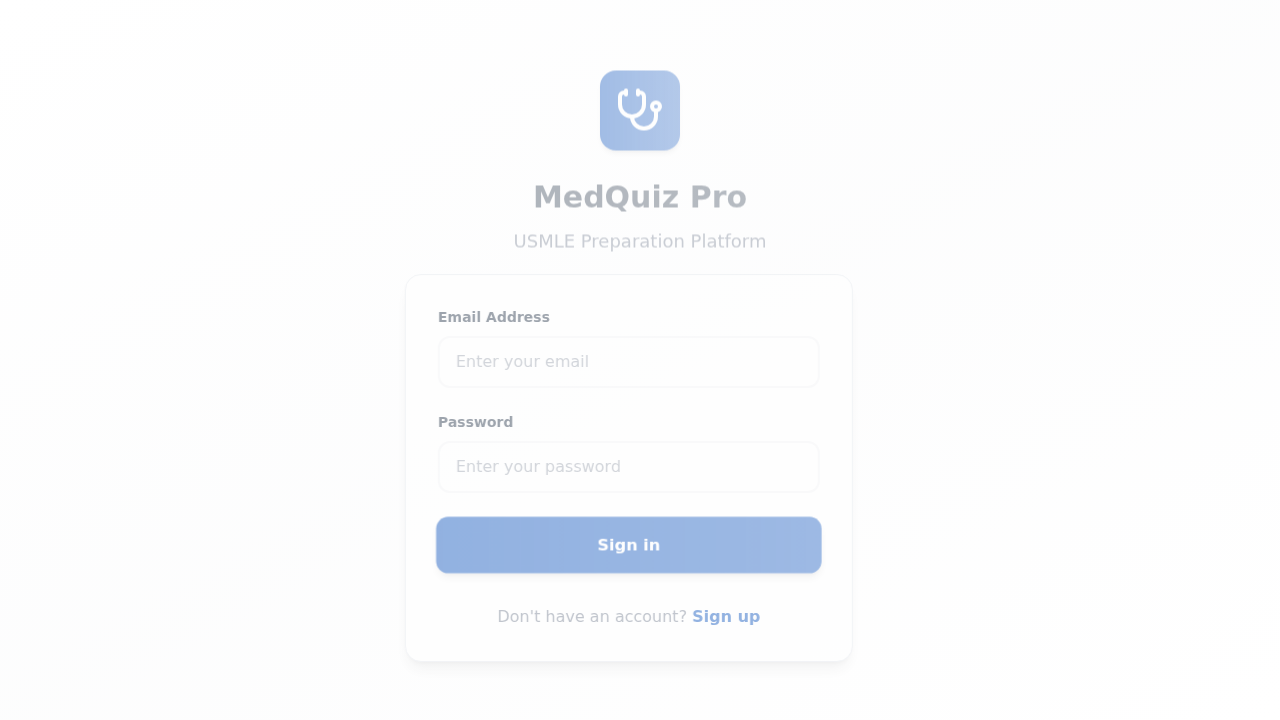 MedQuiz Pro
USMLE Preparation Platform
Email Address
Enter your email
Password
Enter your password
Sign in
Don't have an account? Sign up